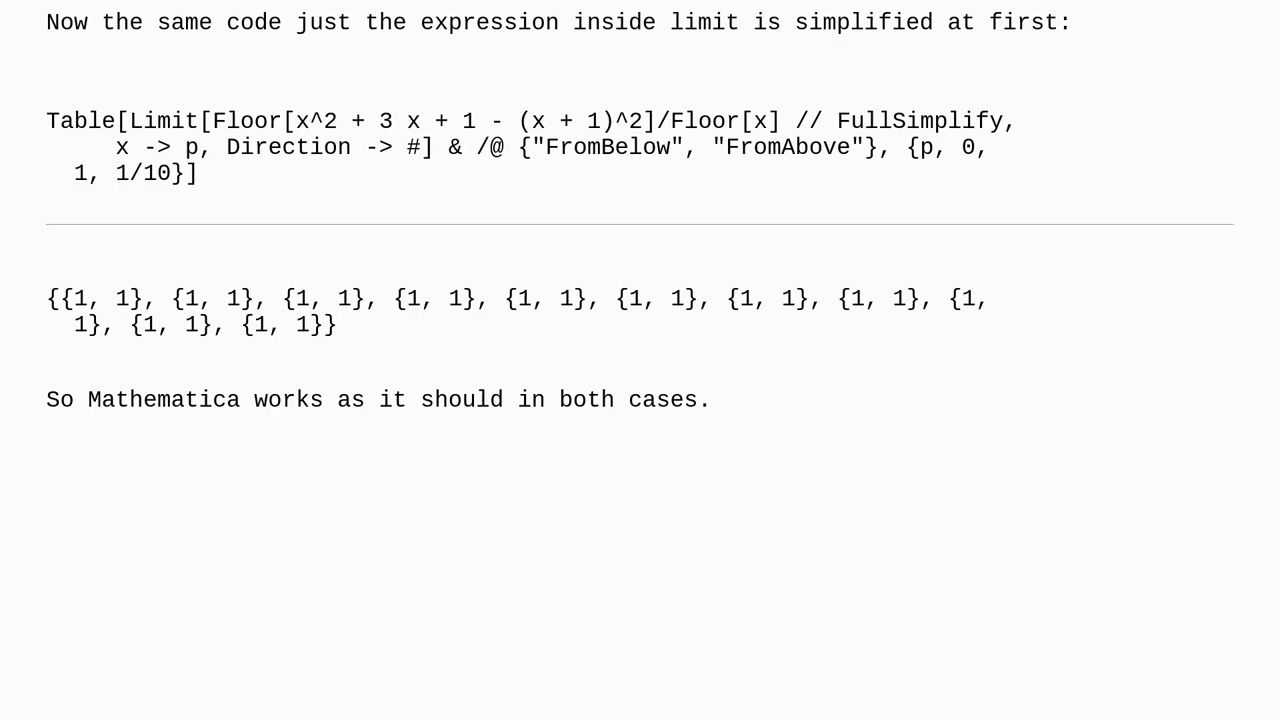 Now the same code just the expression inside limit is simplified at first:
Table[Limit[Floor[x^2 + 3 x + 1 - (x + 1)^2]/Floor[x] // FullSimplify,
x -> p, Direction -> #] & /@ {"FromBelow", "FromAbove"}, {p, 0,
1, 1/10}]
{{1, 1}, {1, 1}, {1, 1}, {1, 1}, {1, 1}, {1, 1}, {1, 1}, {1, 1}, {1,
1}, {1, 1}, {1, 1}}
So Mathematica works as it should in both cases.